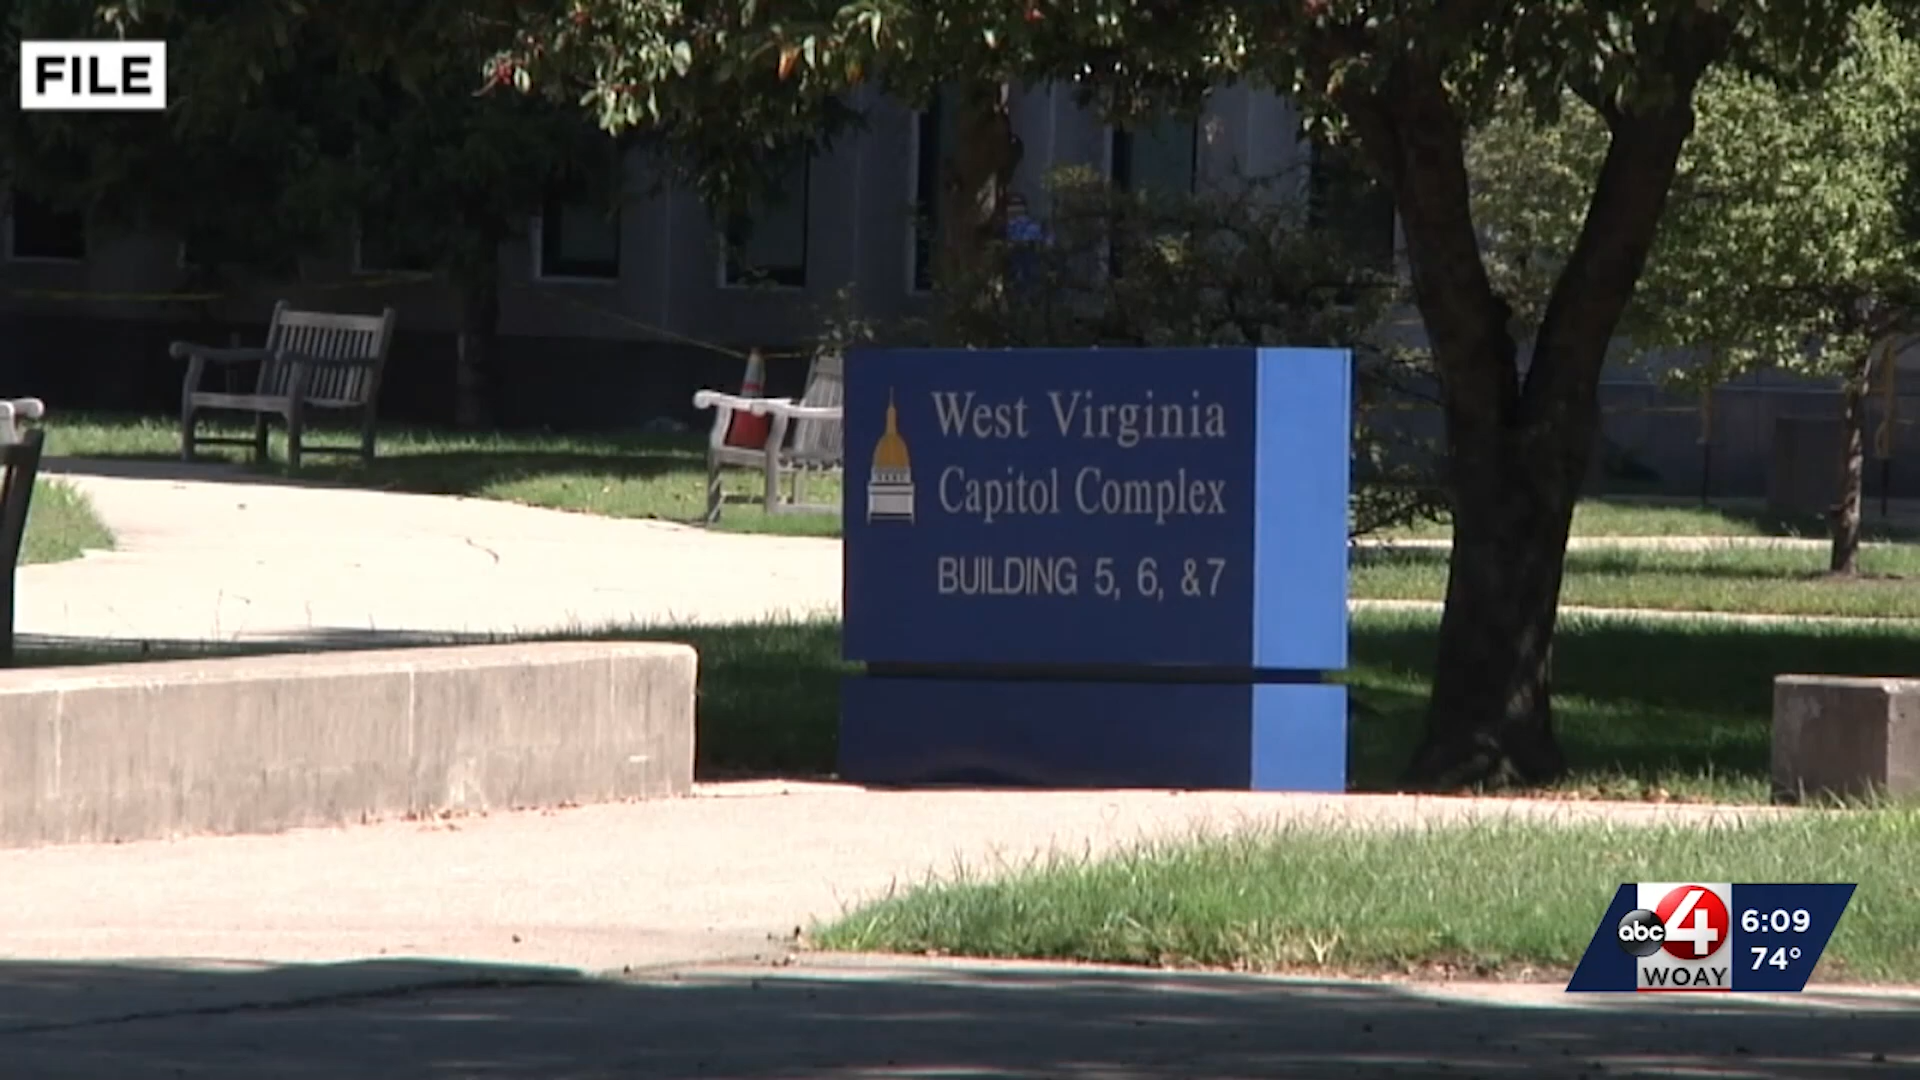 FILE
West Virginia
Capitol Complex
BUILDING 5, 6, & 7
abc 4
WOAY
6:09
74°